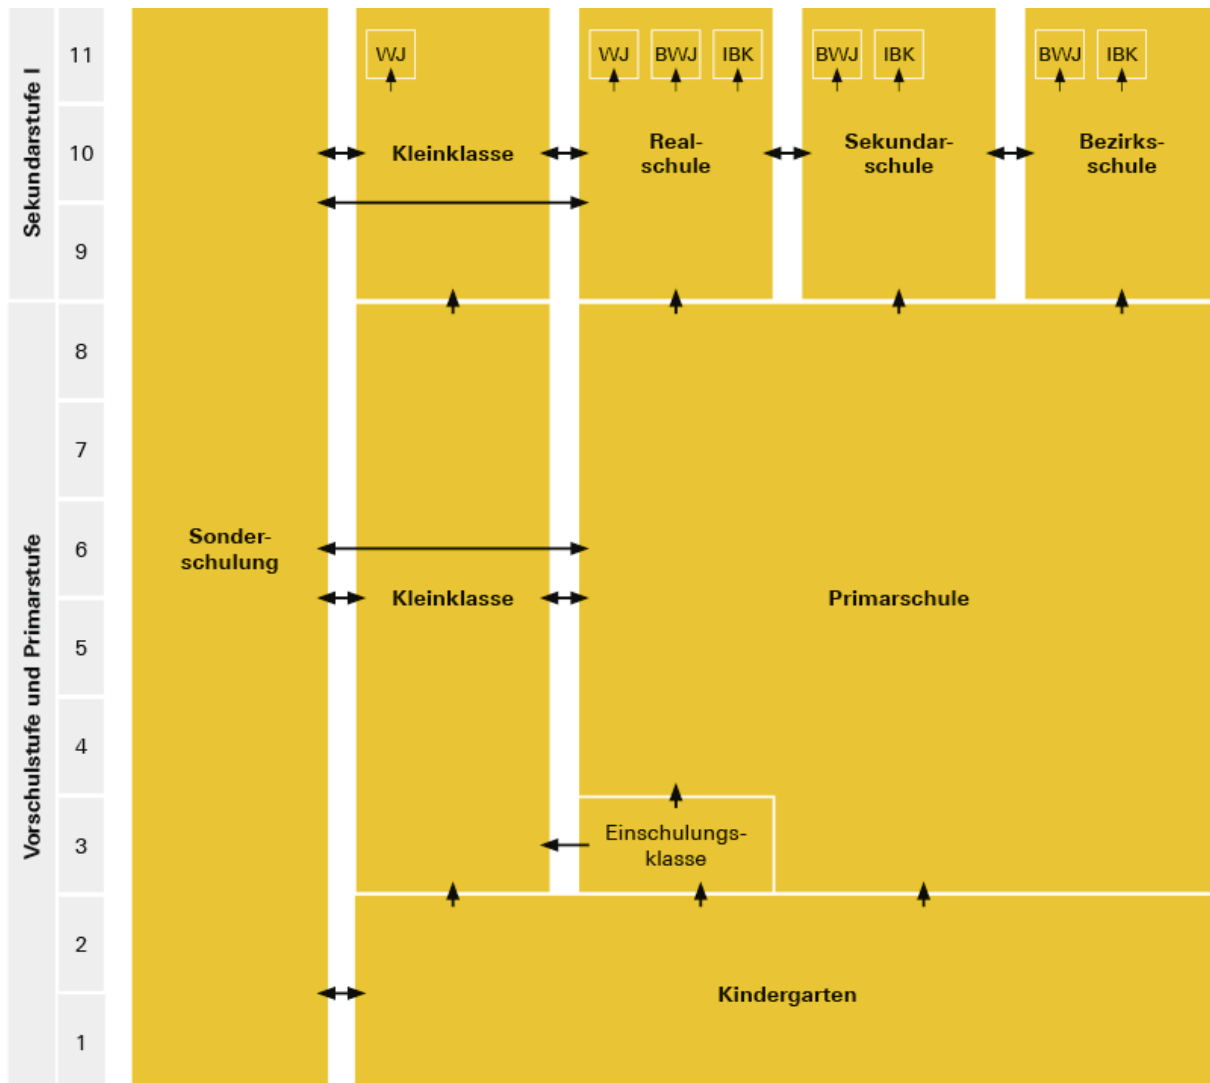 Sekundarstufe I
11
10
9
WJ
WJ
BWJ
IBK
BWJ
IBK
BWJ
IBK
Kleinklasse
Real-
schule
Sekundar-
schule
Bezirks-
schule
Vorschulstufe und Primarstufe
8
7
6
5
4
3
2
1
Sonder-
schulung
Kleinklasse
Primarschule
Einschulungs-
klasse
Kindergarten